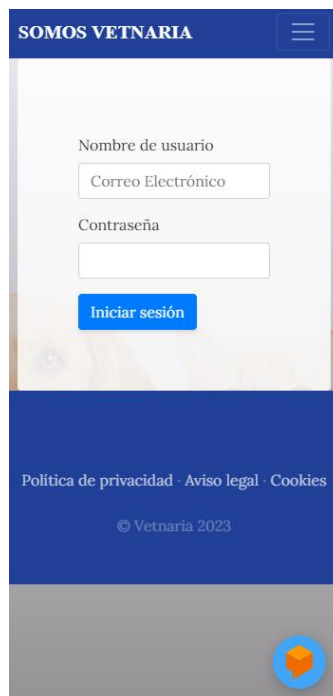 SOMOS VETNARIA
Nombre de usuario
Correo Electrónico
Contraseña
Iniciar sesión
Política de privacidad · Aviso legal · Cookies
© Vetnaria 2023